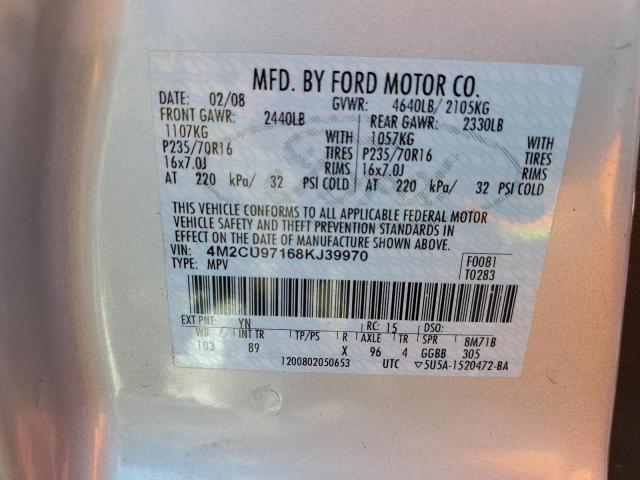 MFD. BY FORD MOTOR CO.
DATE: 02/08 GVWR: 4640LB/ 2105KG
FRONT GAWR: 2440LB REAR GAWR: 2330LB
1107KG 1057KG
P235/70R16 TIRES P235/70R16 TIRES
16x7.0J RIMS 16x7.0J RIMS
AT 220 kPa/ 32 PSI COLD AT 220 kPa/ 32 PSI COLD
THIS VEHICLE CONFORMS TO ALL APPLICABLE FEDERAL MOTOR
VEHICLE SAFETY AND THEFT PREVENTION STANDARDS IN
EFFECT ON THE DATE OF MANUFACTURE SHOWN ABOVE.
VIN: 4M2CU97168KJ39970 F0081
TYPE: MPV T0283
EXT PNT: YN RC: 15 DSO:
WB INT TR TP/PS R AXLE TR SPR 8M71B
103 89 X 96 4 GGBB 305
1200802050653 UTC ▽5U5A-1520472-BA